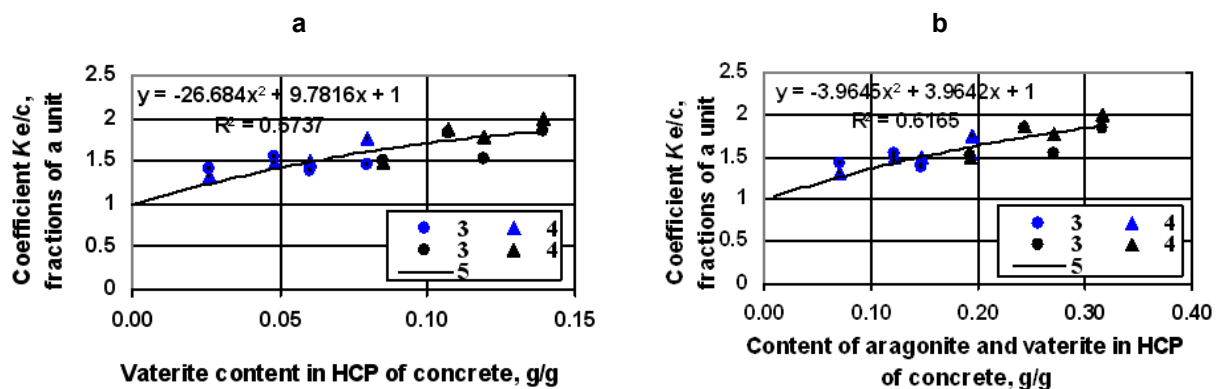 a
Coefficient K e/c,
fractions of a unit
2.5
2
1.5
1
0.5
0
y = -26.684x² + 9.7816x + 1
R² = 0.5737
3 4
3 4
5
0.00 0.05 0.10 0.15
Vaterite content in HCP of concrete, g/g
b
Coefficient K e/c,
fractions of a unit
2.5
2
1.5
1
0.5
0
y = -3.9645x² + 3.9642x + 1
R² = 0.6165
3 4
3 4
5
0.00 0.10 0.20 0.30 0.40
Content of aragonite and vaterite in HCP
of concrete, g/g